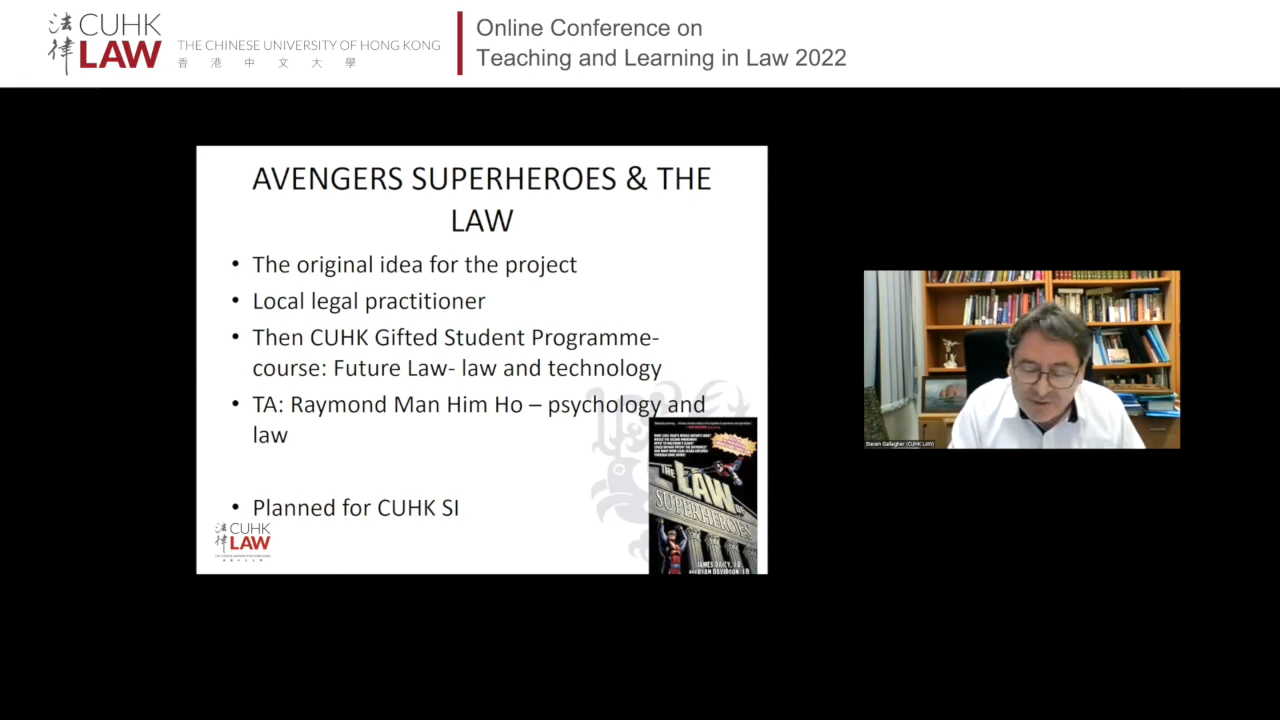 法律 CUHK LAW
THE CHINESE UNIVERSITY OF HONG KONG
香港中文大學
Online Conference on
Teaching and Learning in Law 2022
AVENGERS SUPERHEROES & THE
LAW
• The original idea for the project
• Local legal practitioner
• Then CUHK Gifted Student Programme-
course: Future Law- law and technology
• TA: Raymond Man Him Ho – psychology and
law
• Planned for CUHK SI
法律 CUHK LAW
THE LAW OF
SUPERHEROES
JAMES DAILY, J.D.
AND RYAN DAVIDSON, J.D.
Steven Gallagher (CUHK LAW)